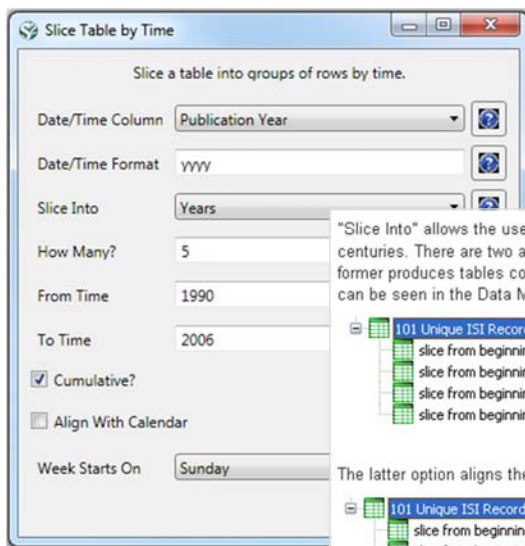 Slice Table by Time
Slice a table into groups of rows by time.
Date/Time Column Publication Year
Date/Time Format yyyy
Slice Into Years
How Many? 5
From Time 1990
To Time 2006
Cumulative?
Align With Calendar
Week Starts On Sunday
"Slice Into" allows the use
centuries. There are two a
former produces tables co
can be seen in the Data M
101 Unique ISI Record
slice from beginnin
slice from beginnin
slice from beginnin
slice from beginnin
The latter option aligns the
101 Unique ISI Record
slice from beginnin